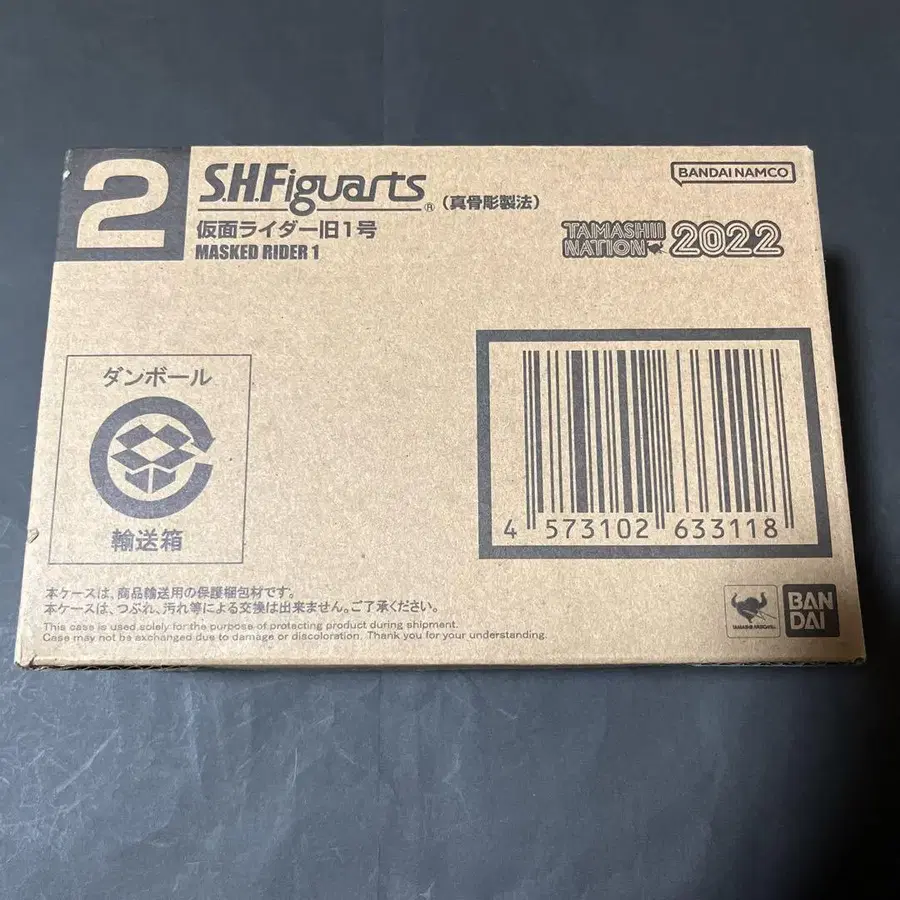 2
S.H.Figuarts® (真骨彫製法)
仮面ライダー旧1号
MASKED RIDER 1
BANDAI NAMCO
TAMASHII
NATION 2022
ダンボール
輸送箱
4 573102 633118
本ケースは、商品輸送用の保護梱包材です。
本ケースは、つぶれ、汚れ等による交換は出来ません。ご了承ください。
This case is used solely for the purpose of protecting product during shipment.
Case may not be exchanged due to damage or discoloration. Thank you for your understanding.
TAMASHII NATIONS
BAN
DAI